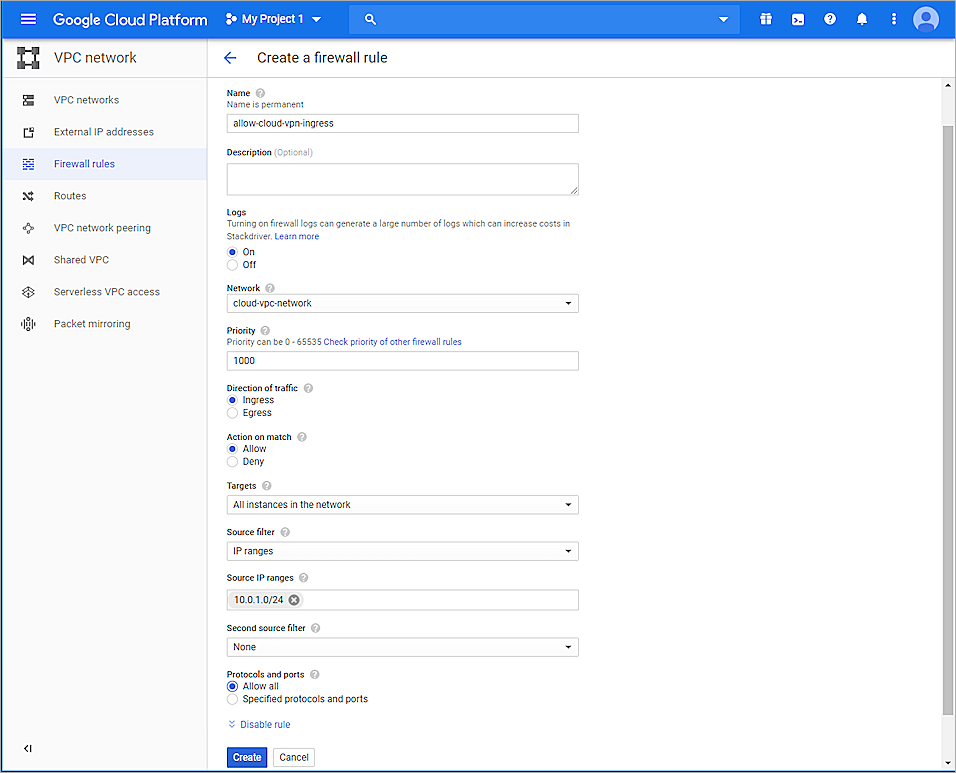 Google Cloud Platform My Project 1
VPC network
Create a firewall rule
VPC networks
External IP addresses
Firewall rules
Routes
VPC network peering
Shared VPC
Serverless VPC access
Packet mirroring
Name
Name is permanent
allow-cloud-vpn-ingress
Description (Optional)
Logs
Turning on firewall logs can generate a large number of logs which can increase costs in
Stackdriver. Learn more
On
Off
Network
cloud-vpc-network
Priority
Priority can be 0 - 65535 Check priority of other firewall rules
1000
Direction of traffic
Ingress
Egress
Action on match
Allow
Deny
Targets
All instances in the network
Source filter
IP ranges
Source IP ranges
10.0.1.0/24
Second source filter
None
Protocols and ports
Allow all
Specified protocols and ports
Disable rule
Create Cancel